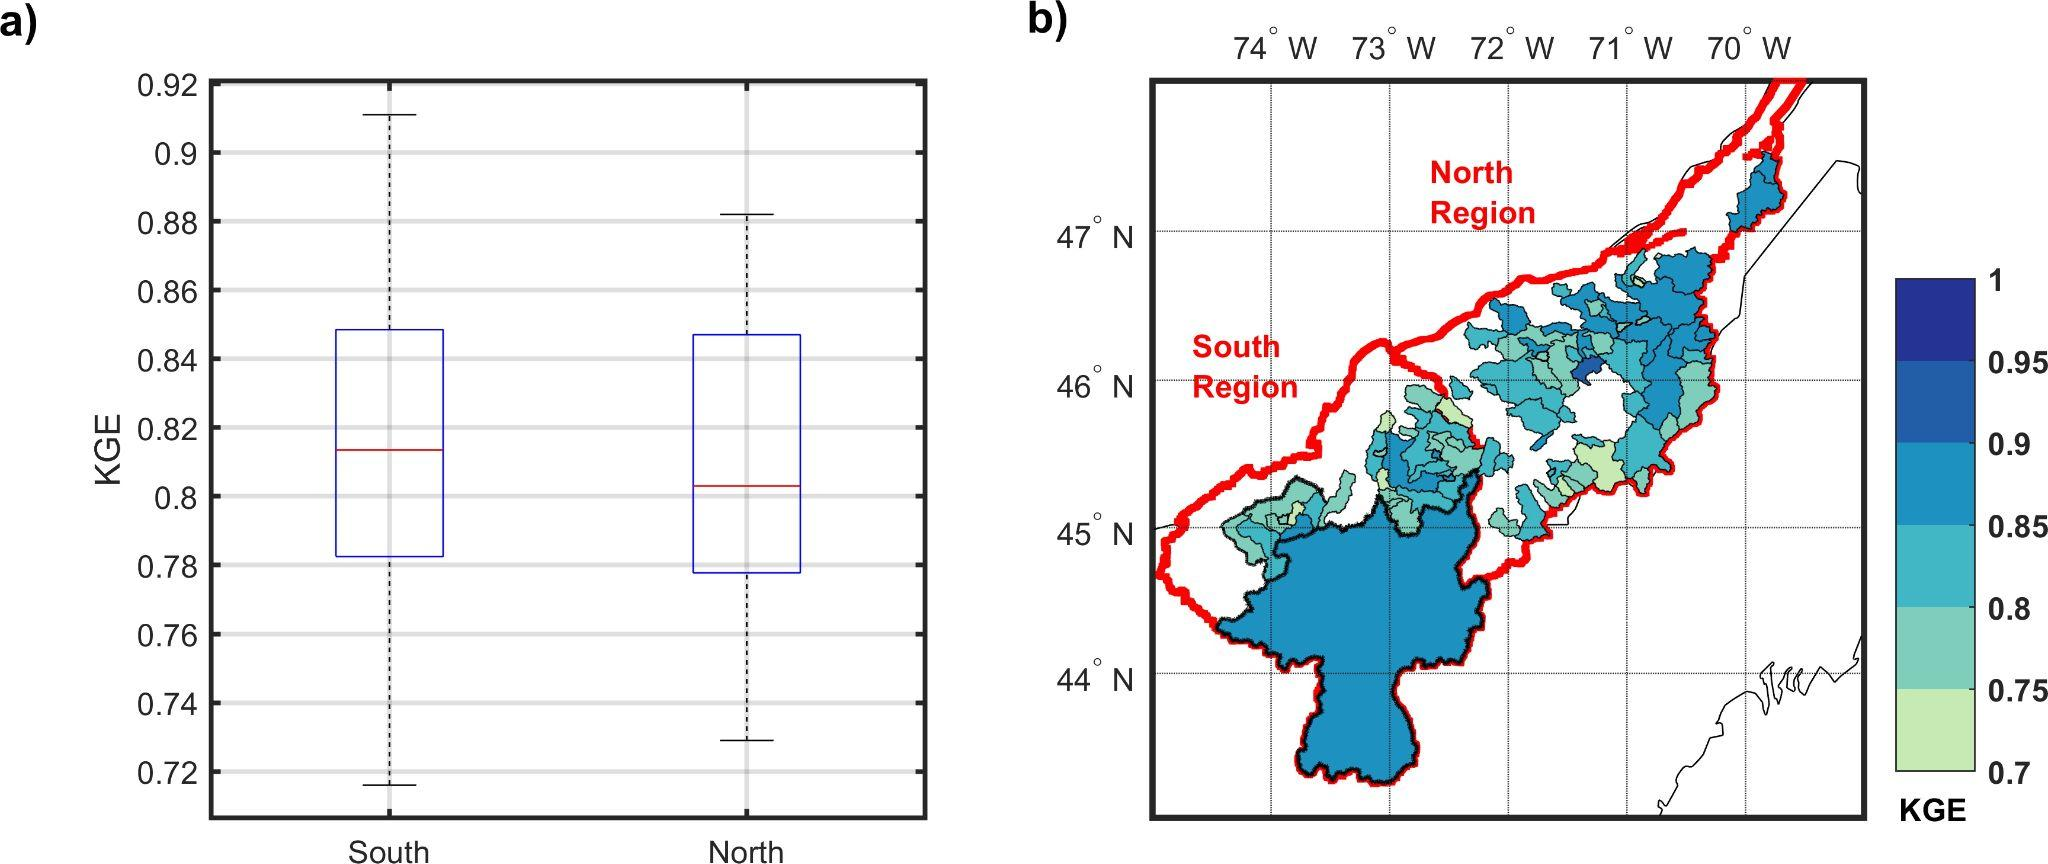 a)
0.92
0.9
0.88
0.86
0.84
0.82
0.8
0.78
0.76
0.74
0.72
KGE
South
North
b)
74° W
73° W
72° W
71° W
70° W
47° N
46° N
45° N
44° N
North
Region
South
Region
1
0.95
0.9
0.85
0.8
0.75
0.7
KGE